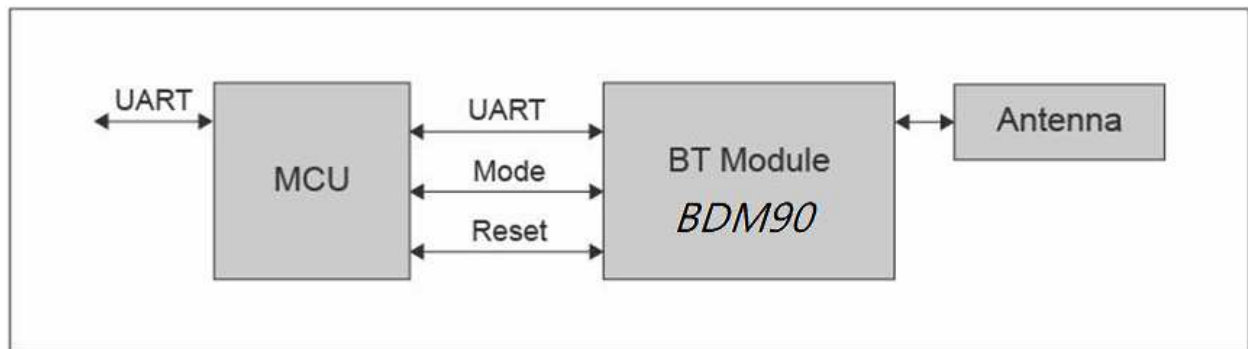 UART
MCU
UART
Mode
Reset
BT Module
BDM90
Antenna